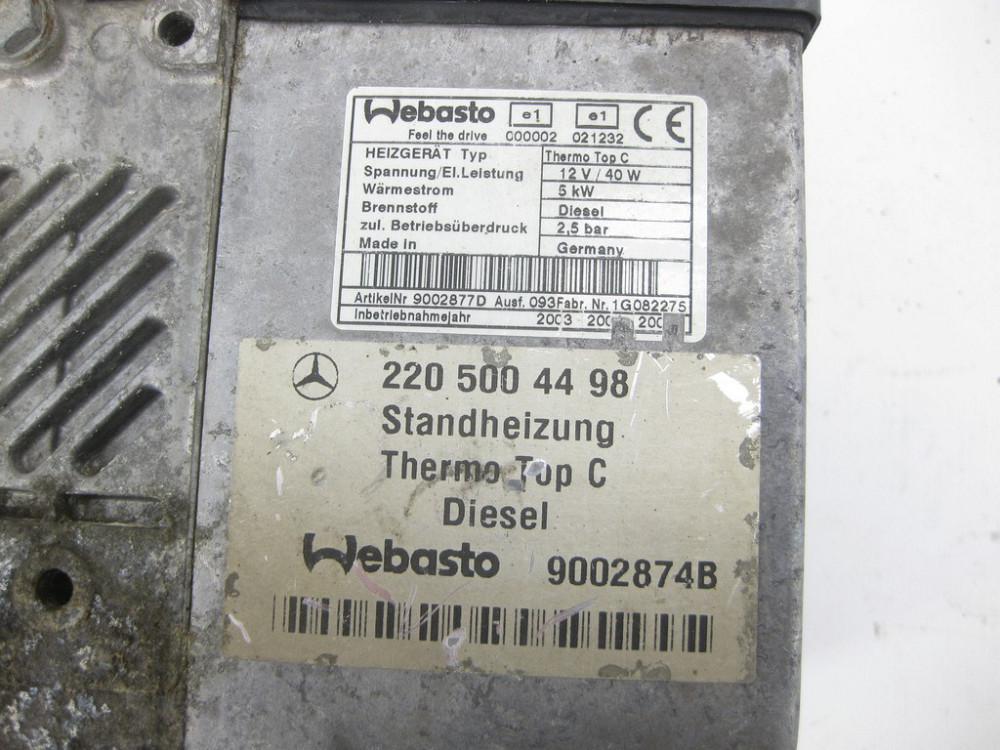 Webasto e1 e1 CE
Feel the drive 000002 021232
HEIZGERÄT Typ Thermo Top C
Spannung/El.Leistung 12 V / 40 W
Wärmestrom 5 kW
Brennstoff Diesel
zul. Betriebsüberdruck 2,5 bar
Made in Germany
ArtikelNr 9002877D Ausf. 093Fabr. Nr. 1G082275
Inbetriebnahmejahr 2003
220 500 44 98
Standheizung
Thermo Top C
Diesel
Webasto 9002874B